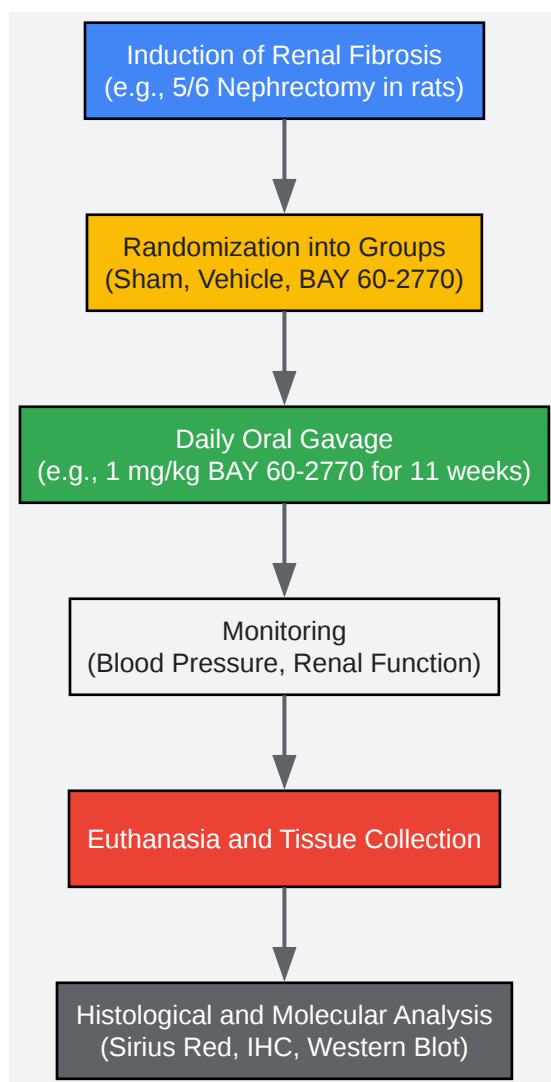 Induction of Renal Fibrosis
(e.g., 5/6 Nephrectomy in rats)
Randomization into Groups
(Sham, Vehicle, BAY 60-2770)
Daily Oral Gavage
(e.g., 1 mg/kg BAY 60-2770 for 11 weeks)
Monitoring
(Blood Pressure, Renal Function)
Euthanasia and Tissue Collection
Histological and Molecular Analysis
(Sirius Red, IHC, Western Blot)